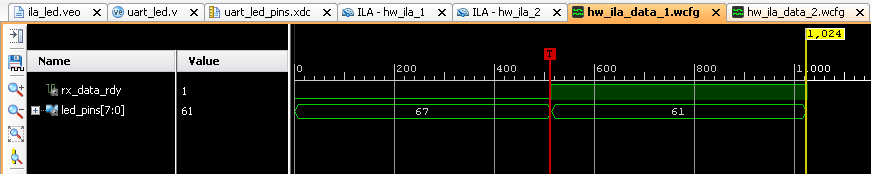 ila_led.veo uart_led.v uart_led_pins.xdc ILA - hw_ila_1 ILA - hw_ila_2 hw_ila_data_1.wcfg hw_ila_data_2.wcfg
1,024
Name Value
0 200 400 600 800 1,000
rx_data_rdy 1
led_pins[7:0] 61 67 61